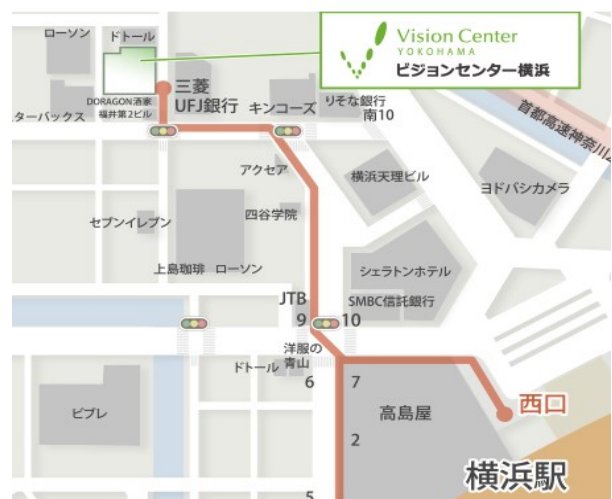 ローソン
ドトール
Vision Center
YOKOHAMA
ビジョンセンター横浜
三菱
UFJ銀行
DORAGON酒家
福井第2ビル
ターバックス
キンコーズ
りそな銀行
南10
首都高速神奈川
アクセア
横浜天理ビル
ヨドバシカメラ
四谷学院
セブンイレブン
上島珈琲
ローソン
シェラトンホテル
SMBC信託銀行
JTB
9
10
洋服の
青山
ドトール
6
7
ビブレ
高島屋
西口
2
横浜駅
5